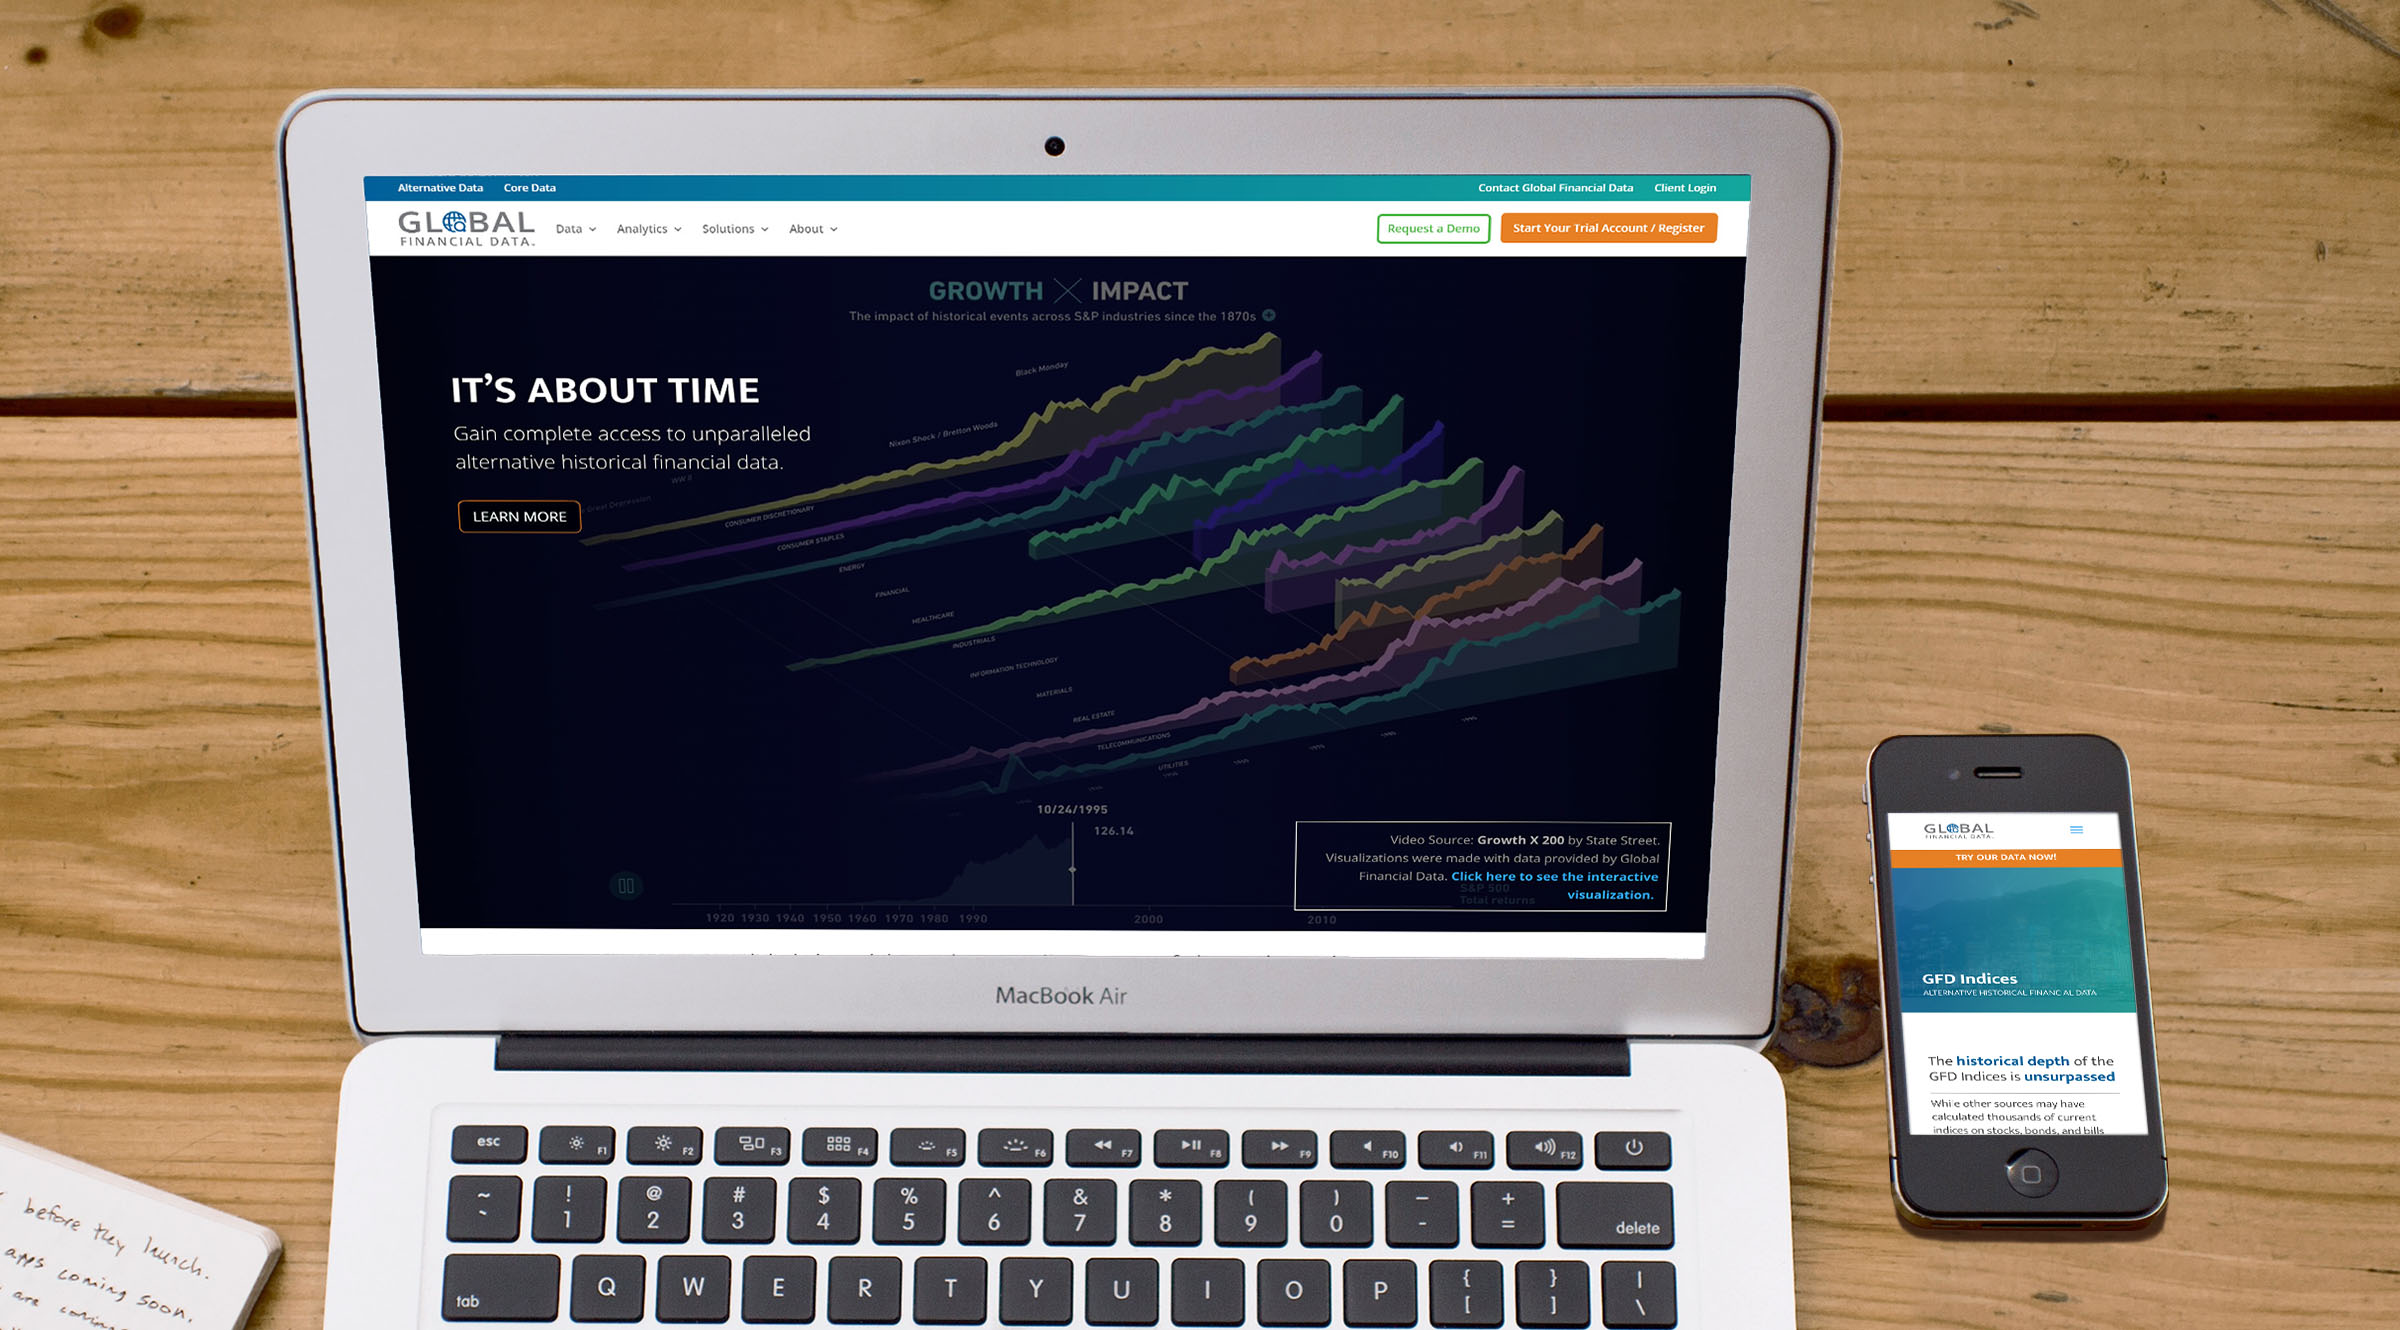 Alternative Data Core Data Contact Global Financial Data Client Login
GLOBAL
FINANCIAL DATA.
Data Analytics Solutions About Request a Demo Start Your Trial Account / Register
GROWTH X IMPACT
The impact of historical events across S&P industries since the 1870s
IT'S ABOUT TIME
Gain complete access to unparalleled
alternative historical financial data.
LEARN MORE
Black Monday
Nixon Shock / Bretton Woods
WW II
Great Depression
CONSUMER DISCRETIONARY
CONSUMER STAPLES
ENERGY
FINANCIAL
HEALTHCARE
INDUSTRIALS
INFORMATION TECHNOLOGY
MATERIALS
REAL ESTATE
TELECOMMUNICATIONS
UTILITIES
10/24/1995
126.14
Video Source: Growth X 200 by State Street.
Visualizations were made with data provided by Global
Financial Data. Click here to see the interactive
visualization.
S&P 500
Total returns
1920 1930 1940 1950 1960 1970 1980 1990 2000 2010
MacBook Air
GLOBAL
FINANCIAL DATA.
TRY OUR DATA NOW!
GFD Indices
ALTERNATIVE HISTORICAL FINANCIAL DATA
The historical depth of the
GFD Indices is unsurpassed
While other sources may have
calculated thousands of current
indices on stocks, bonds, and bills
esc F1 F2 F3 F4 F5 F6 F7 F8 F9 F10 F11 F12
~ ! @ # $ % ^ & * ( ) _ +
` 1 2 3 4 5 6 7 8 9 0 - = delete
tab Q W E R T Y U I O P { [ } ] | \
before they launch.
apps coming soon.
are